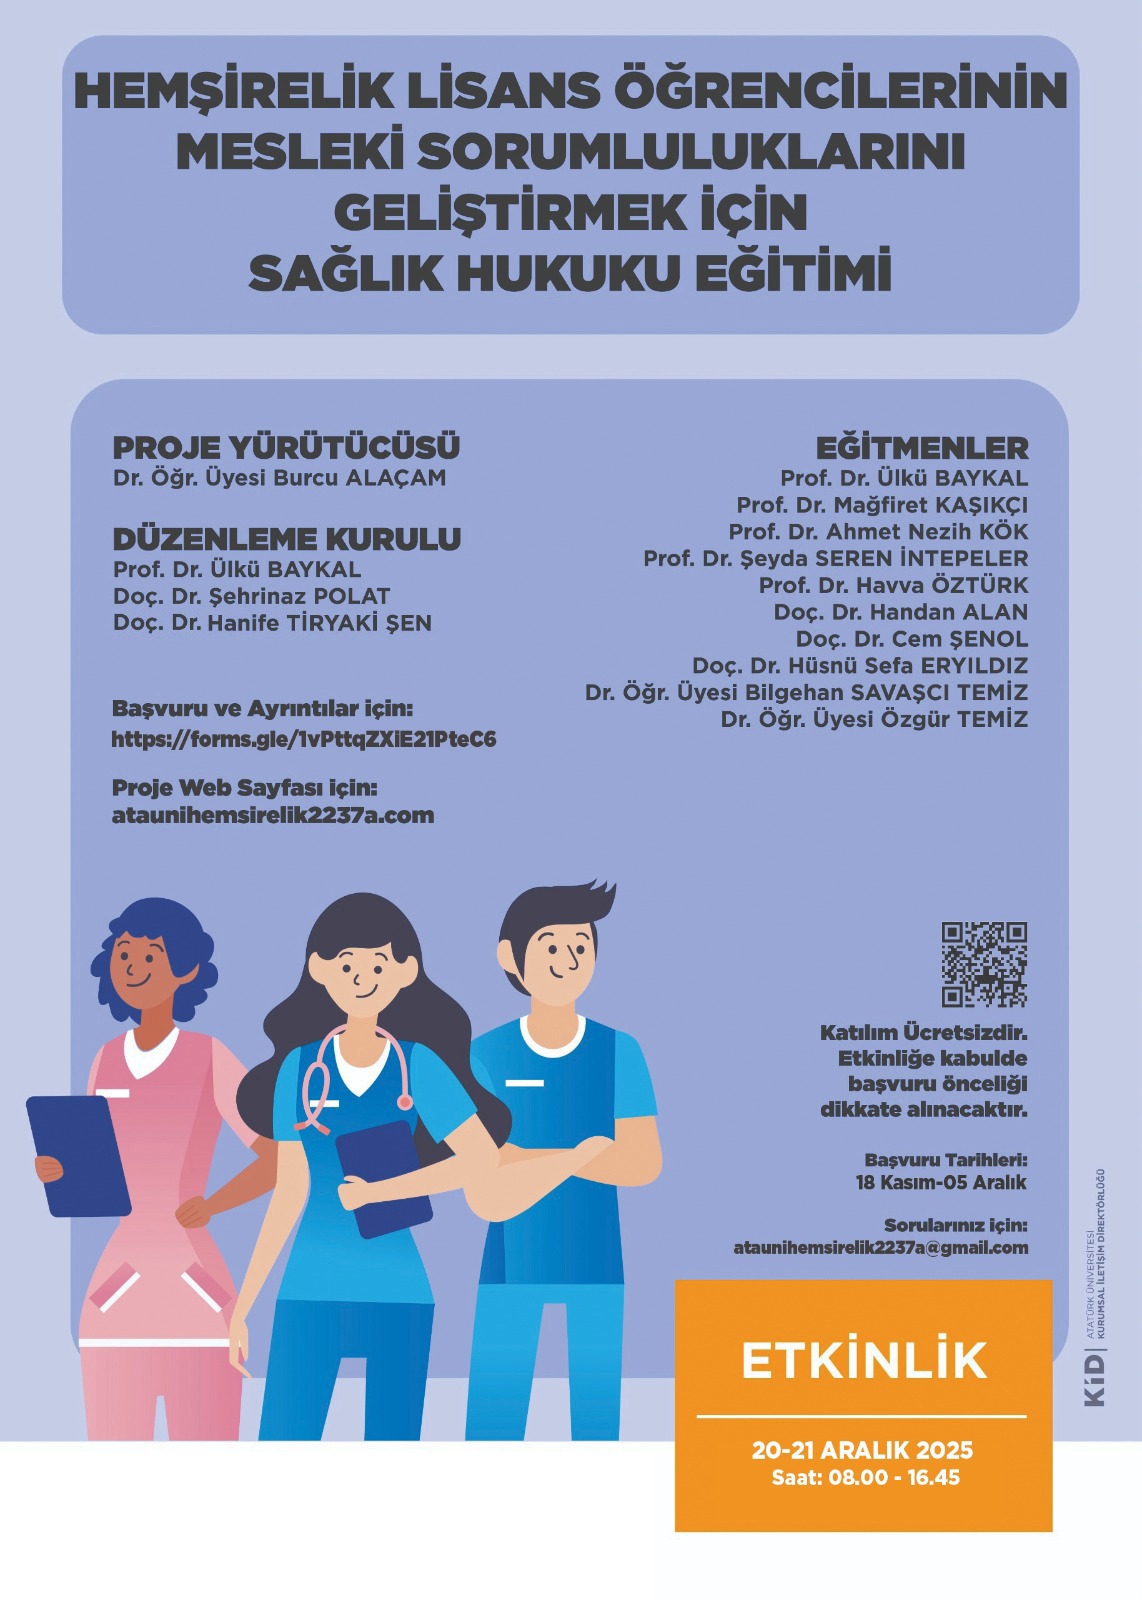 HEMŞİRELİK LİSANS ÖĞRENCİLERİNİN
MESLEKİ SORUMLULUKLARINI
GELİŞTİRMEK İÇİN
SAĞLIK HUKUKU EĞİTİMİ
PROJE YÜRÜTÜCÜSÜ
Dr. Öğr. Üyesi Burcu ALAÇAM
DÜZENLEME KURULU
Prof. Dr. Ülkü BAYKAL
Doç. Dr. Şehrinaz POLAT
Doç. Dr. Hanife TİRYAKİ ŞEN
Başvuru ve Ayrıntılar için:
https://forms.gle/1vPttqZXiE21PteC6
Proje Web Sayfası için:
ataunihemsirelik2237a.com
EĞİTMENLER
Prof. Dr. Ülkü BAYKAL
Prof. Dr. Mağfiret KAŞIKÇI
Prof. Dr. Ahmet Nezih KÖK
Prof. Dr. Şeyda SEREN İNTEPELER
Prof. Dr. Havva ÖZTÜRK
Doç. Dr. Handan ALAN
Doç. Dr. Cem ŞENOL
Doç. Dr. Hüsnü Sefa ERYILDIZ
Dr. Öğr. Üyesi Bilgehan SAVAŞCI TEMİZ
Dr. Öğr. Üyesi Özgür TEMİZ
Katılım Ücretsizdir.
Etkinliğe kabulde
başvuru önceliği
dikkate alınacaktır.
Başvuru Tarihleri:
18 Kasım-05 Aralık
Sorularınız için:
ataunihemsirelik2237a@gmail.com
ETKİNLİK
20-21 ARALIK 2025
Saat: 08.00 - 16.45
KİD
ATATÜRK ÜNİVERSİTESİ
KURUMSAL İLETİŞİM DİREKTÖRLÜĞÜ